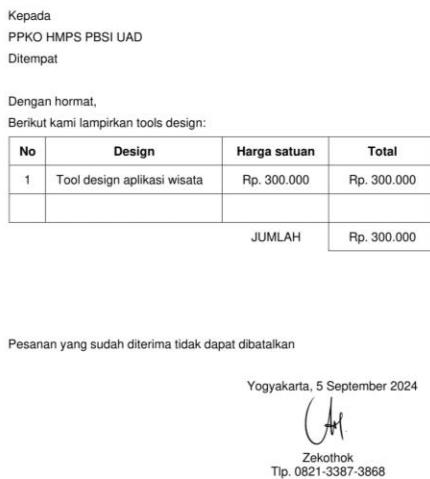 Kepada
PPKO HMPS PBSI UAD
Ditempat
Dengan hormat,
Berikut kami lampirkan tools design:
No Design Harga satuan Total
1 Tool design aplikasi wisata Rp. 300.000 Rp. 300.000
JUMLAH Rp. 300.000
Pesanan yang sudah diterima tidak dapat dibatalkan
Yogyakarta, 5 September 2024
Zekothok
Tlp. 0821-3387-3868